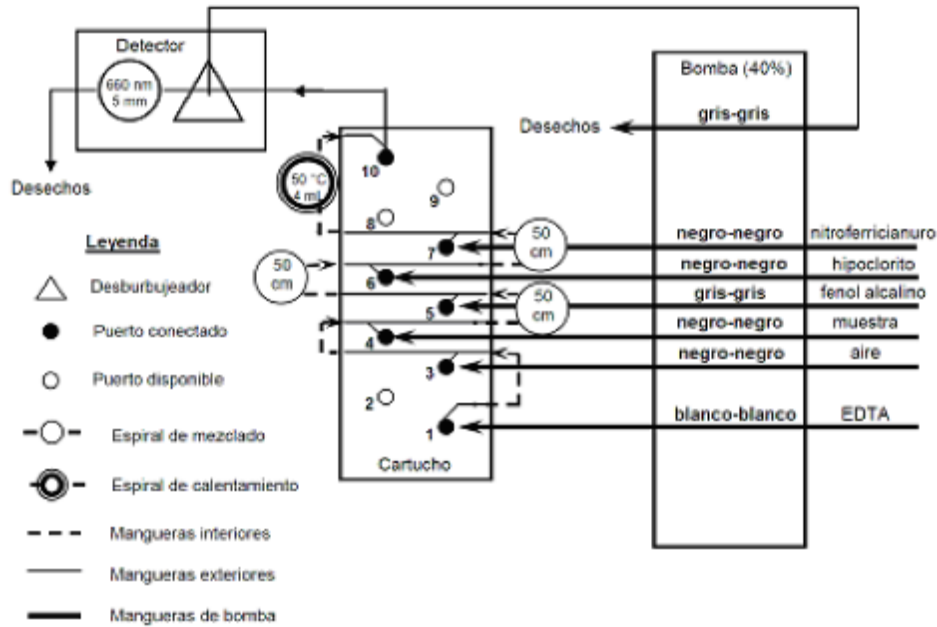 Detector
660 nm
5 mm
Desechos
Bomba (40%)
gris-gris
Desechos
10
50 °C
4 mL
9
8
7
50
cm
negro-negro
nitroferricianuro
50
cm
6
negro-negro
hipoclorito
5
50
cm
gris-gris
fenol alcalino
4
negro-negro
muestra
3
negro-negro
aire
2
1
blanco-blanco
EDTA
Cartucho
Leyenda
Desburbujeador
Puerto conectado
Puerto disponible
Espiral de mezclado
Espiral de calentamiento
Mangueras interiores
Mangueras exteriores
Mangueras de bomba